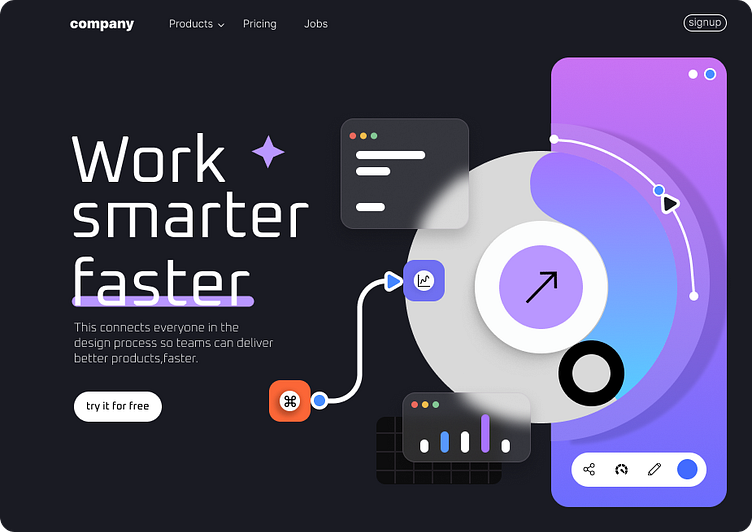 company
Products
Pricing
Jobs
signup
Work
smarter
faster
This connects everyone in the
design process so teams can deliver
better products,faster.
try it for free